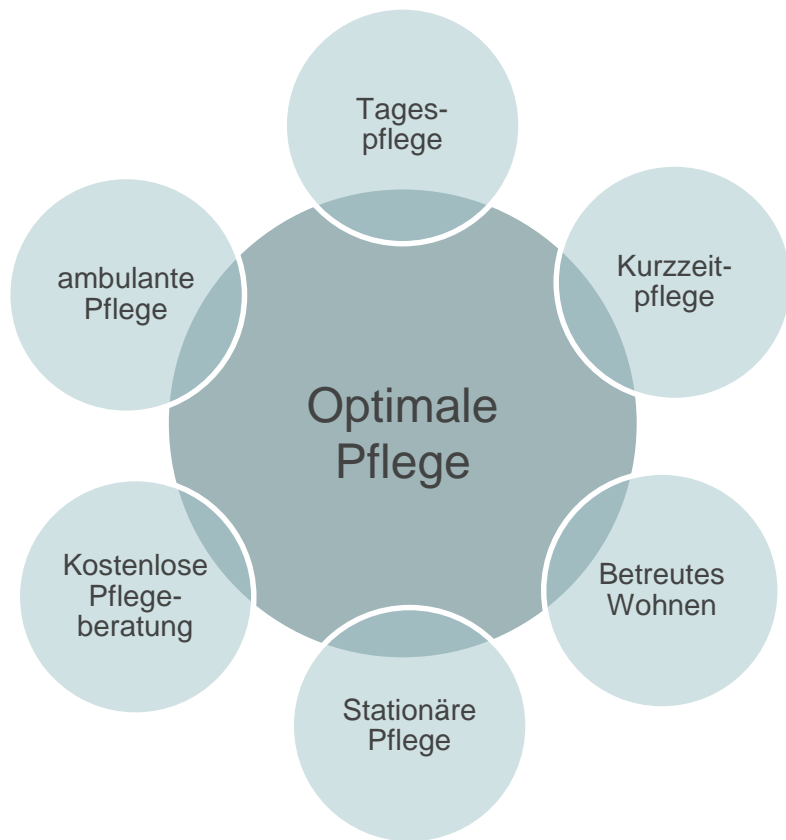 Tages-
pflege
Kurzzeit-
pflege
ambulante
Pflege
Optimale
Pflege
Kostenlose
Pflege-
beratung
Betreutes
Wohnen
Stationäre
Pflege